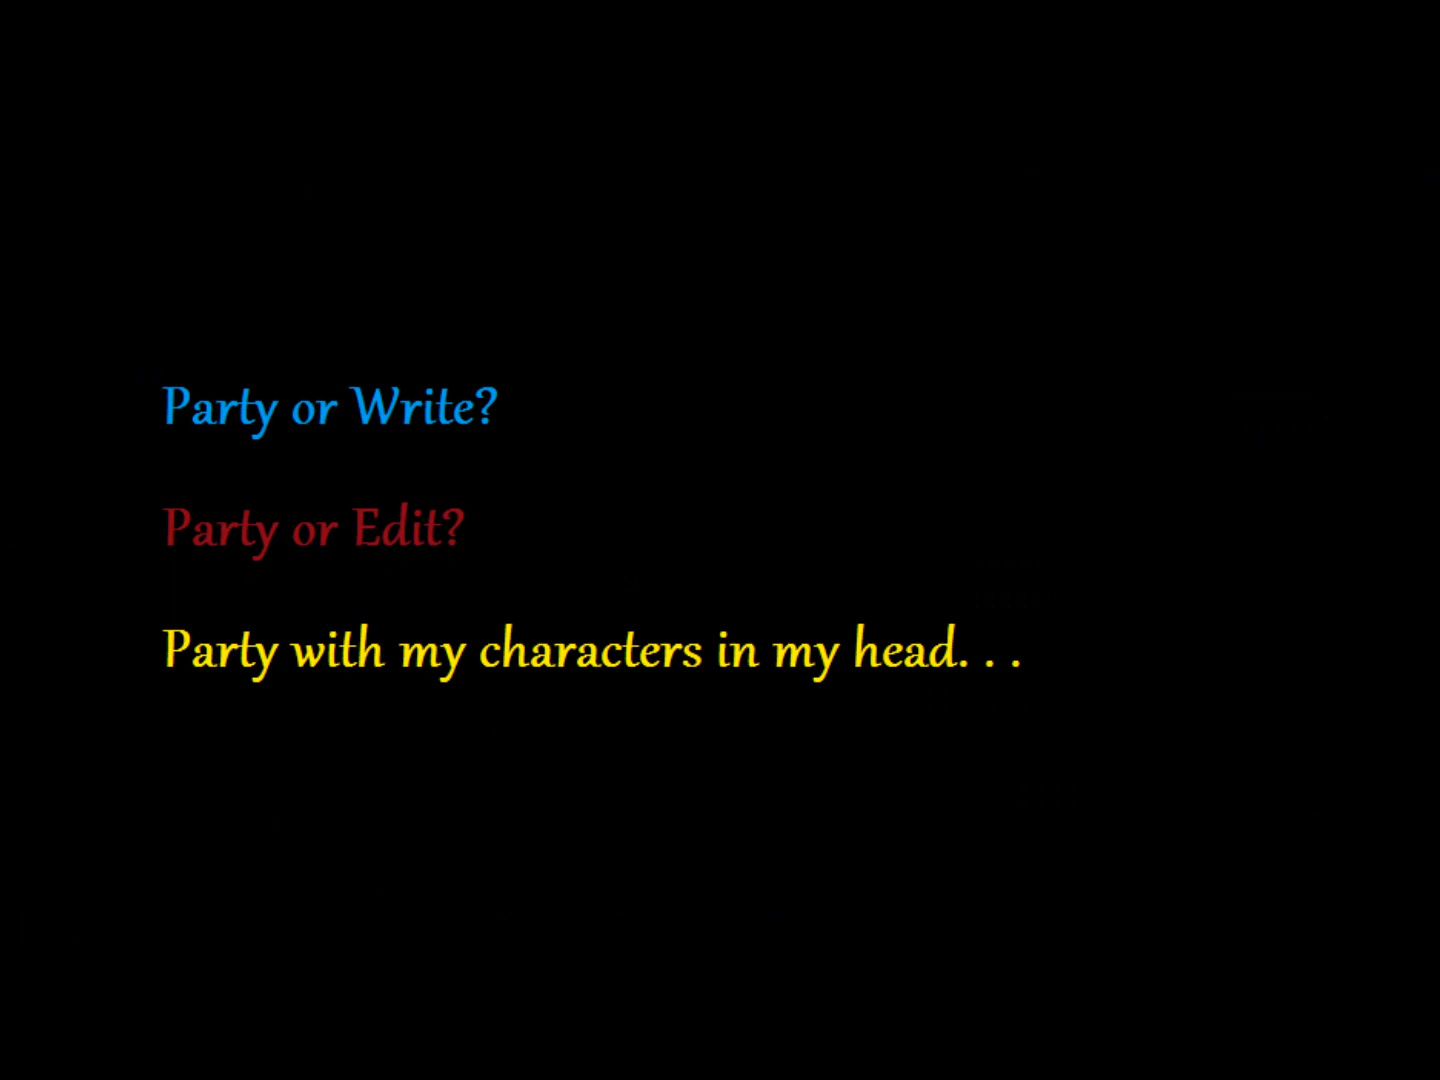 Party or Write?
Party or Edit?
Party with my characters in my head. . .